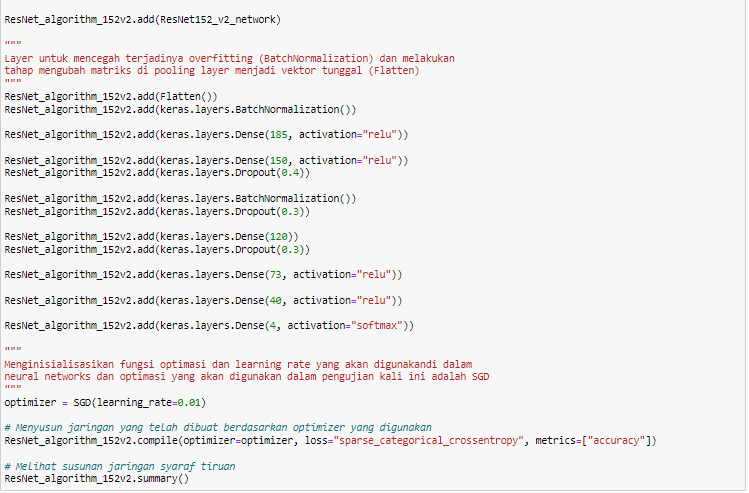 ResNet_algorithm_152v2.add(ResNet152_v2_network)
"""
Layer untuk mencegah terjadinya overfitting (BatchNormalization) dan melakukan
tahap mengubah matriks di pooling layer menjadi vektor tunggal (Flatten)
"""
ResNet_algorithm_152v2.add(Flatten())
ResNet_algorithm_152v2.add(keras.layers.BatchNormalization())
ResNet_algorithm_152v2.add(keras.layers.Dense(185, activation="relu"))
ResNet_algorithm_152v2.add(keras.layers.Dense(150, activation="relu"))
ResNet_algorithm_152v2.add(keras.layers.Dropout(0.4))
ResNet_algorithm_152v2.add(keras.layers.BatchNormalization())
ResNet_algorithm_152v2.add(keras.layers.Dropout(0.3))
ResNet_algorithm_152v2.add(keras.layers.Dense(120))
ResNet_algorithm_152v2.add(keras.layers.Dropout(0.3))
ResNet_algorithm_152v2.add(keras.layers.Dense(73, activation="relu"))
ResNet_algorithm_152v2.add(keras.layers.Dense(40, activation="relu"))
ResNet_algorithm_152v2.add(keras.layers.Dense(4, activation="softmax"))
"""
Menginisialisasikan fungsi optimasi dan learning rate yang akan digunakandi dalam
neural networks dan optimasi yang akan digunakan dalam pengujian kali ini adalah SGD
"""
optimizer = SGD(learning_rate=0.01)
# Menyusun jaringan yang telah dibuat berdasarkan optimizer yang digunakan
ResNet_algorithm_152v2.compile(optimizer=optimizer, loss="sparse_categorical_crossentropy", metrics=["accuracy"])
# Melihat susunan jaringan syaraf tiruan
ResNet_algorithm_152v2.summary()